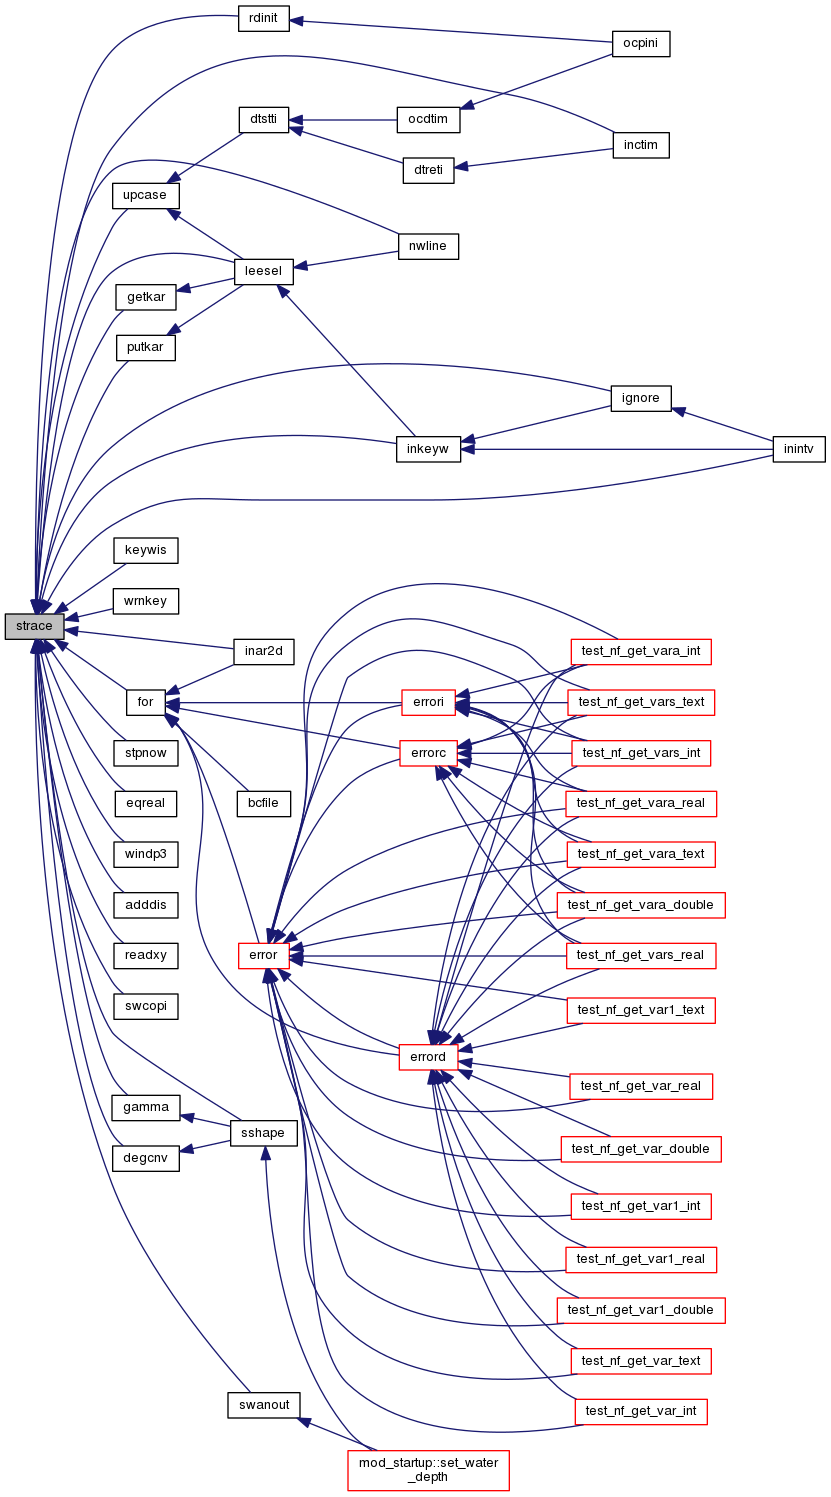 rdinit
ocpini
dtstti
ocdtim
inctim
dtreti
upcase
nwline
leesel
getkar
putkar
ignore
inkeyw
inintv
keywis
wrnkey
strace
inar2d
test_nf_get_vara_int
for
errori
test_nf_get_vars_text
stpnow
errorc
test_nf_get_vars_int
eqreal
bcfile
test_nf_get_vara_real
windp3
test_nf_get_vara_text
adddis
test_nf_get_vara_double
readxy
error
test_nf_get_vars_real
swcopi
test_nf_get_var1_text
errord
test_nf_get_var_real
gamma
sshape
degcnv
test_nf_get_var_double
test_nf_get_var1_int
test_nf_get_var1_real
test_nf_get_var1_double
test_nf_get_var_text
swanout
test_nf_get_var_int
mod_startup::set_water
_depth